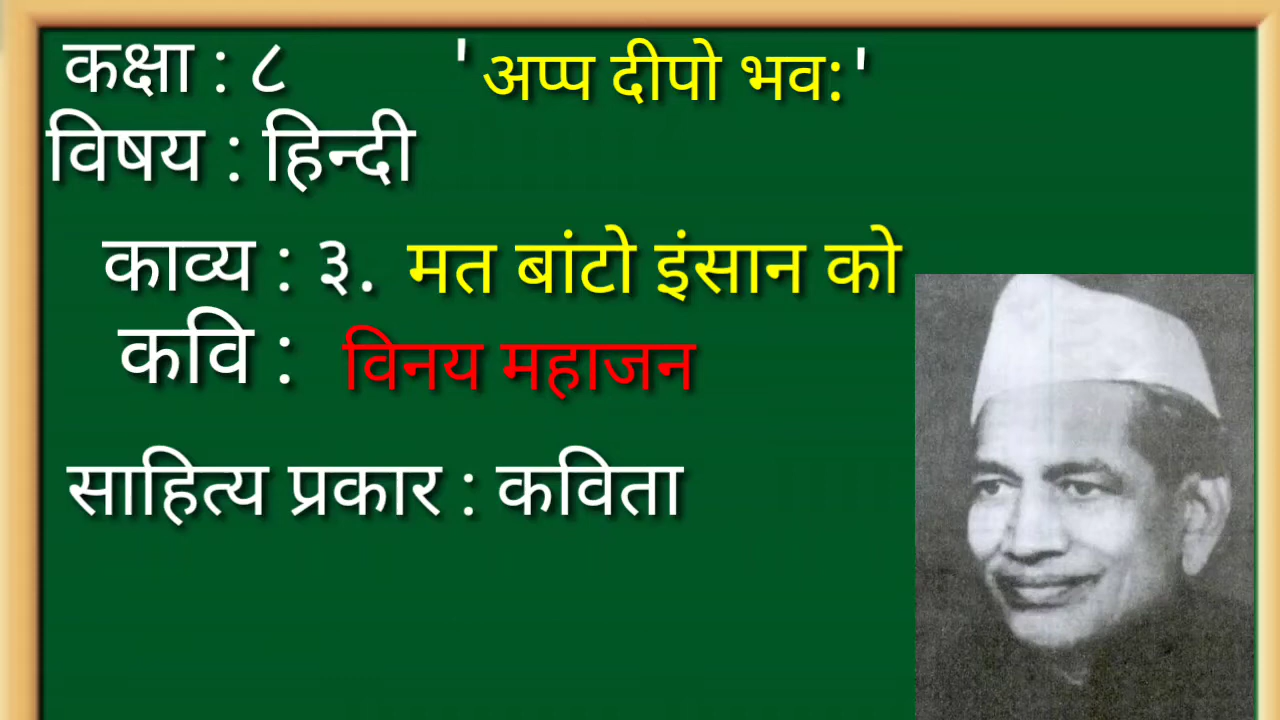 कक्षा : ८
'अप्प दीपो भव:'
विषय : हिन्दी
काव्य : ३. मत बांटो इंसान को
कवि : विनय महाजन
साहित्य प्रकार : कविता